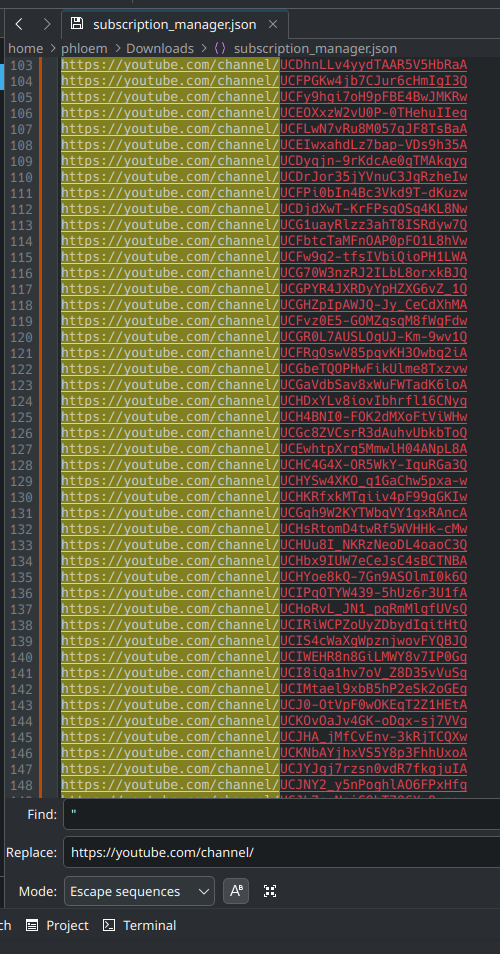 subscription_manager.json
home > phloem > Downloads > {} subscription_manager.json
103 https://youtube.com/channel/UCDhnLLv4yydTAAR5V5HbRaA
104 https://youtube.com/channel/UCFPGKw4jb7CJur6cHmIgI3Q
105 https://youtube.com/channel/UCFy9hgi7oH9pFBE4BwJMKRw
106 https://youtube.com/channel/UCEOXxzW2vU0P-0THehuIIeg
107 https://youtube.com/channel/UCFLwN7vRu8M057qJF8TsBaA
108 https://youtube.com/channel/UCEIwxahdLz7bap-VDs9h35A
109 https://youtube.com/channel/UCDyqjn-9rKdcAe0gTMAkqyg
110 https://youtube.com/channel/UCDrJor35jYVnuC3JgRzheIw
111 https://youtube.com/channel/UCFPi0bIn4Bc3Vkd9T-dKuzw
112 https://youtube.com/channel/UCDjdXwT-KrFPsqOSg4KL8Nw
113 https://youtube.com/channel/UCG1uayRlzz3ahT8ISRdyw7Q
114 https://youtube.com/channel/UCFbtcTaMFnOAP0pFO1L8hVw
115 https://youtube.com/channel/UCFw9g2-tfsIVbiQioPH1LWA
116 https://youtube.com/channel/UCG70W3nzRJ2ILbL8orxkBJQ
117 https://youtube.com/channel/UCGPYR4JXRDyYpHZXG6vZ_1Q
118 https://youtube.com/channel/UCGHZpIpAWJQ-Jy_CeCdXhMA
119 https://youtube.com/channel/UCFvz0E5-GOMZgsqM8fWgFdw
120 https://youtube.com/channel/UCGR0L7AUSLOgUJ-Km-9wv1Q
121 https://youtube.com/channel/UCFRgOswV85pqvKH3Owbq2iA
122 https://youtube.com/channel/UCGbeTQOPHwFikUlme8Txzvw
123 https://youtube.com/channel/UCGaVdbSav8xWuFWTadK6loA
124 https://youtube.com/channel/UCHDxYLv8iovIbhrfl16CNyg
125 https://youtube.com/channel/UCH4BNI0-FOK2dMXoFtViWHw
126 https://youtube.com/channel/UCGc8ZVCsrR3dAuhvUbkbToQ
127 https://youtube.com/channel/UCEwhtpXrg5MmwlH04ANpL8A
128 https://youtube.com/channel/UCHC4G4X-OR5WkY-IquRGa3Q
129 https://youtube.com/channel/UCHYSw4XKO_q1GaChw5pxa-w
130 https://youtube.com/channel/UCHKRfxkMTqiiv4pF99qGKIw
131 https://youtube.com/channel/UCGqh9W2KYTWbqVY1gxRAncA
132 https://youtube.com/channel/UCHsRtomD4twRf5WVHHk-cMw
133 https://youtube.com/channel/UCHUu8I_NKRzNeoDL4oaoC3Q
134 https://youtube.com/channel/UCHbx9IUW7eCeJsC4sBCTNBA
135 https://youtube.com/channel/UCHYoe8kQ-7Gn9ASOlmI0k6Q
136 https://youtube.com/channel/UCIPqOTYW439-5hUz6r3U1fA
137 https://youtube.com/channel/UCHoRvL_JN1_pqRmMlqfUVsQ
138 https://youtube.com/channel/UCIRiWCPZoUyZDbydIqitHtQ
139 https://youtube.com/channel/UCIS4cWaXgWpznjwovFYQBJQ
140 https://youtube.com/channel/UCIWEHR8n8GiLMWY8v7IP0Gg
141 https://youtube.com/channel/UCI8iQa1hv7oV_Z8D35vVuSg
142 https://youtube.com/channel/UCIMtael9xbB5hP2eSk2oGEg
143 https://youtube.com/channel/UCJ0-OtVpF0wOKEqT2Z1HEtA
144 https://youtube.com/channel/UCKOvOaJv4GK-oDqx-sj7VVg
145 https://youtube.com/channel/UCJHA_jMfCvEnv-3kRjTCQXw
146 https://youtube.com/channel/UCKNbAYjhxVS5Y8p3FhhUxoA
147 https://youtube.com/channel/UCJYJgj7rzsn0vdR7fkgjuIA
148 https://youtube.com/channel/UCJNY2_y5nPoghlAO6FPxHfg
Find: "
Replace: https://youtube.com/channel/
Mode: Escape sequences
ch Project Terminal